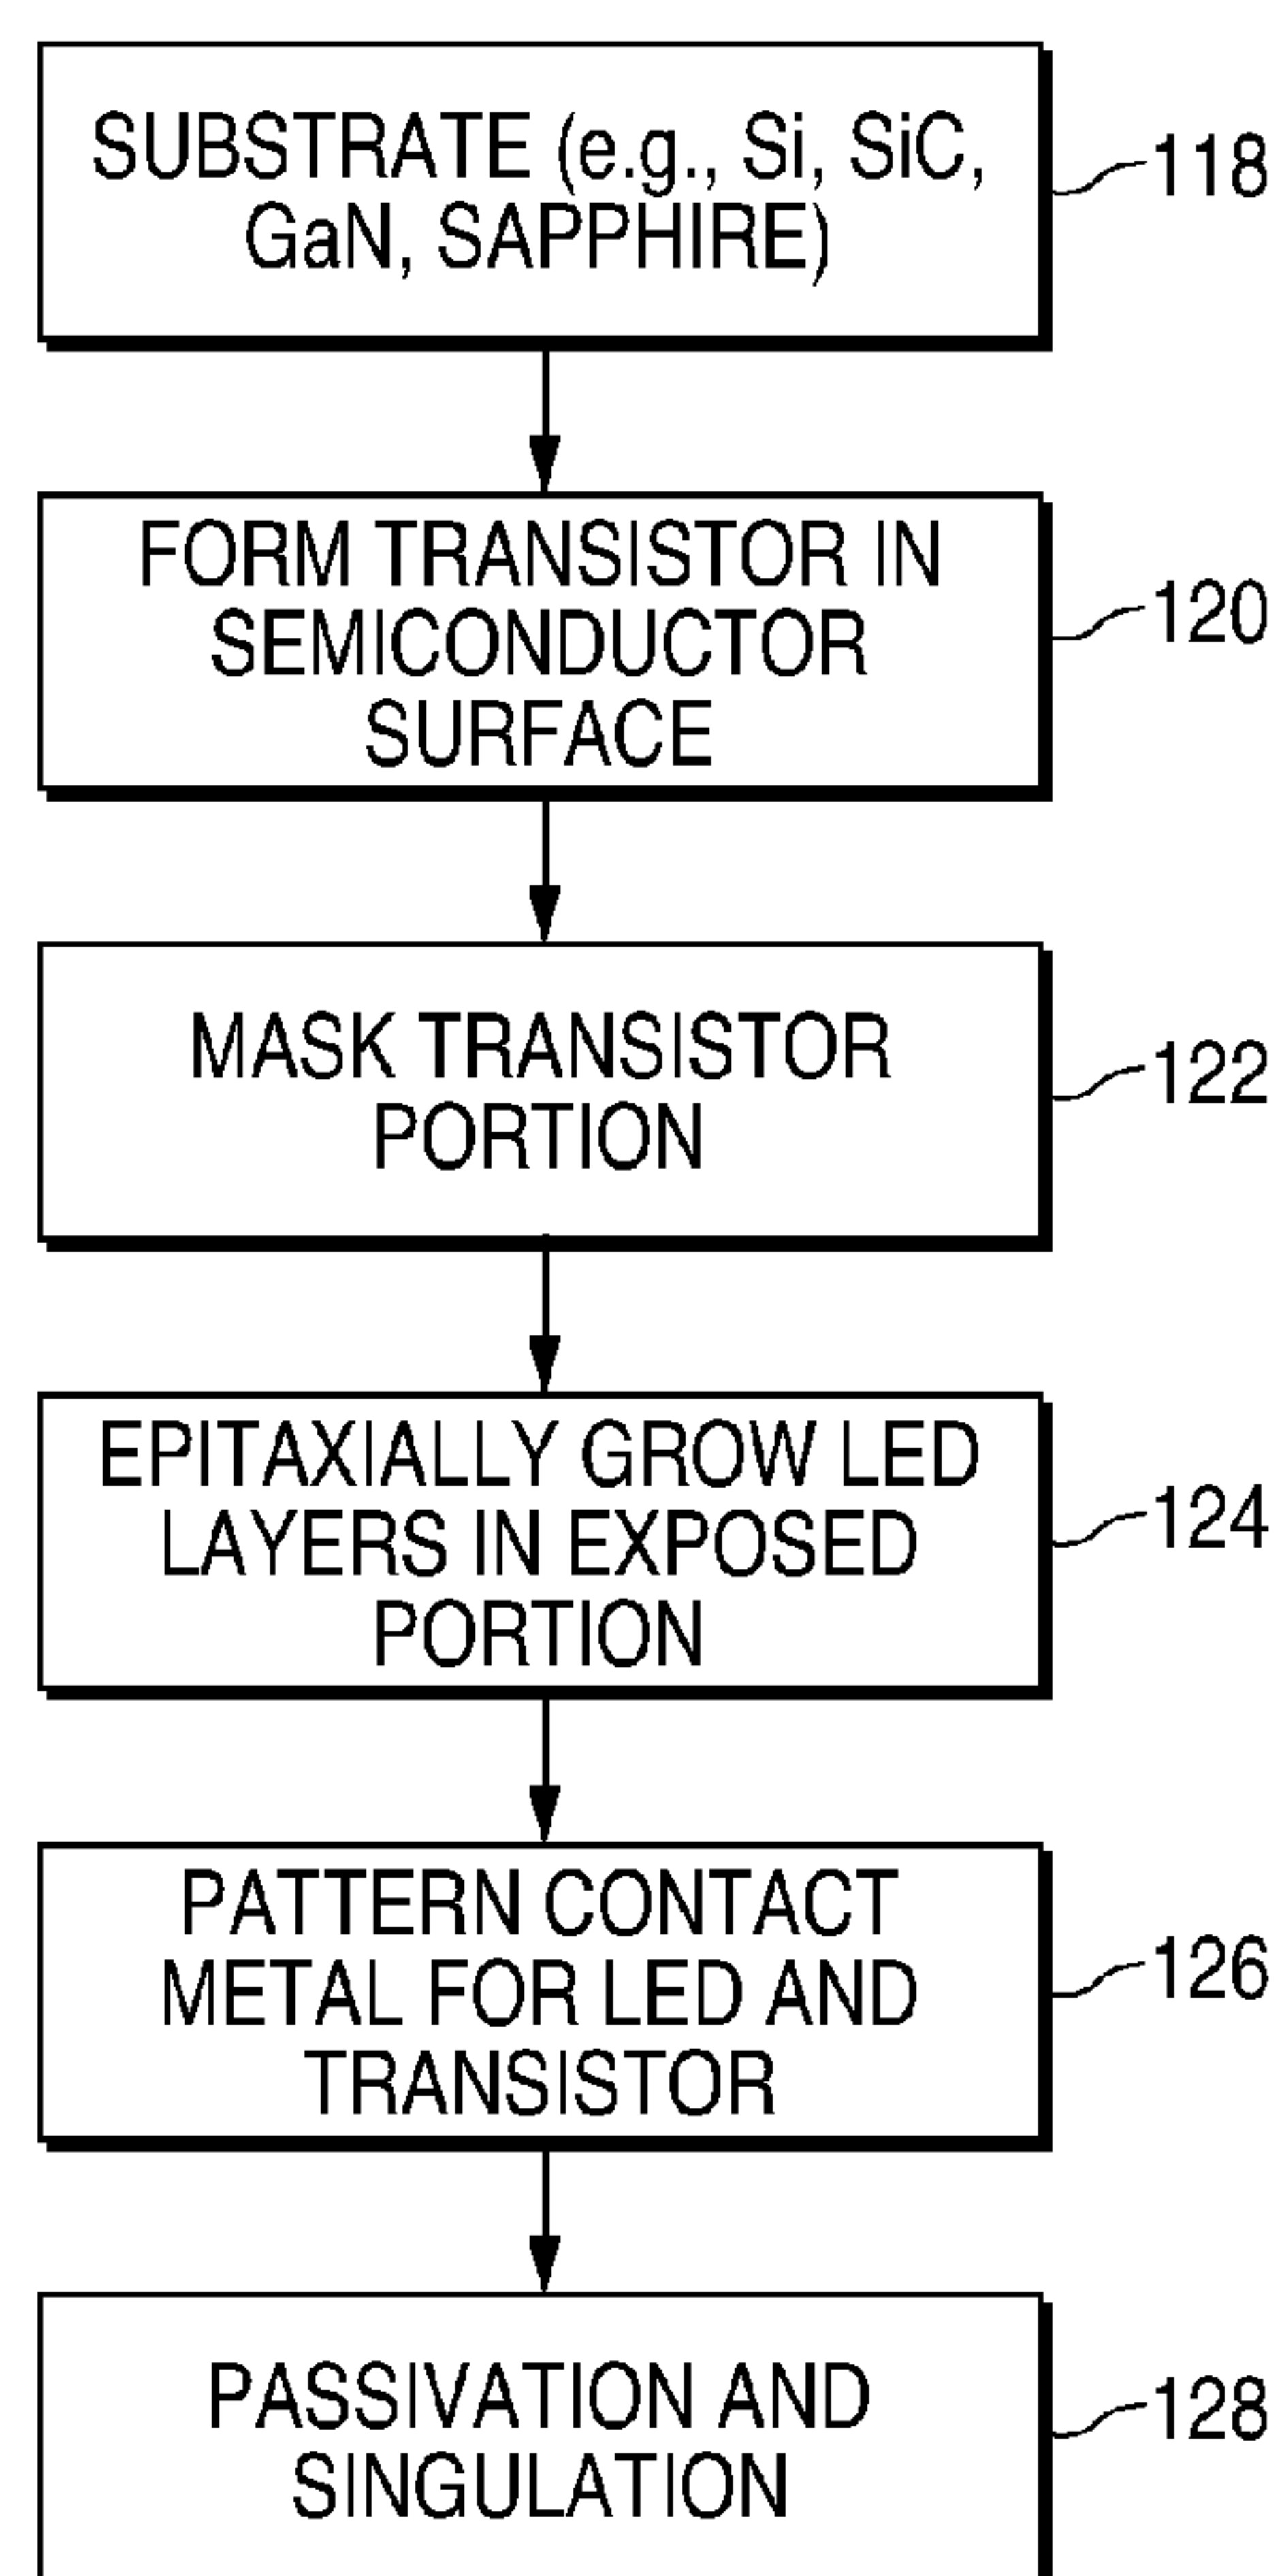 SUBSTRATE (e.g., Si, SiC,
GaN, SAPPHIRE)
118
FORM TRANSISTOR IN
SEMICONDUCTOR
SURFACE
120
MASK TRANSISTOR
PORTION
122
EPITAXIALLY GROW LED
LAYERS IN EXPOSED
PORTION
124
PATTERN CONTACT
METAL FOR LED AND
TRANSISTOR
126
PASSIVATION AND
SINGULATION
128